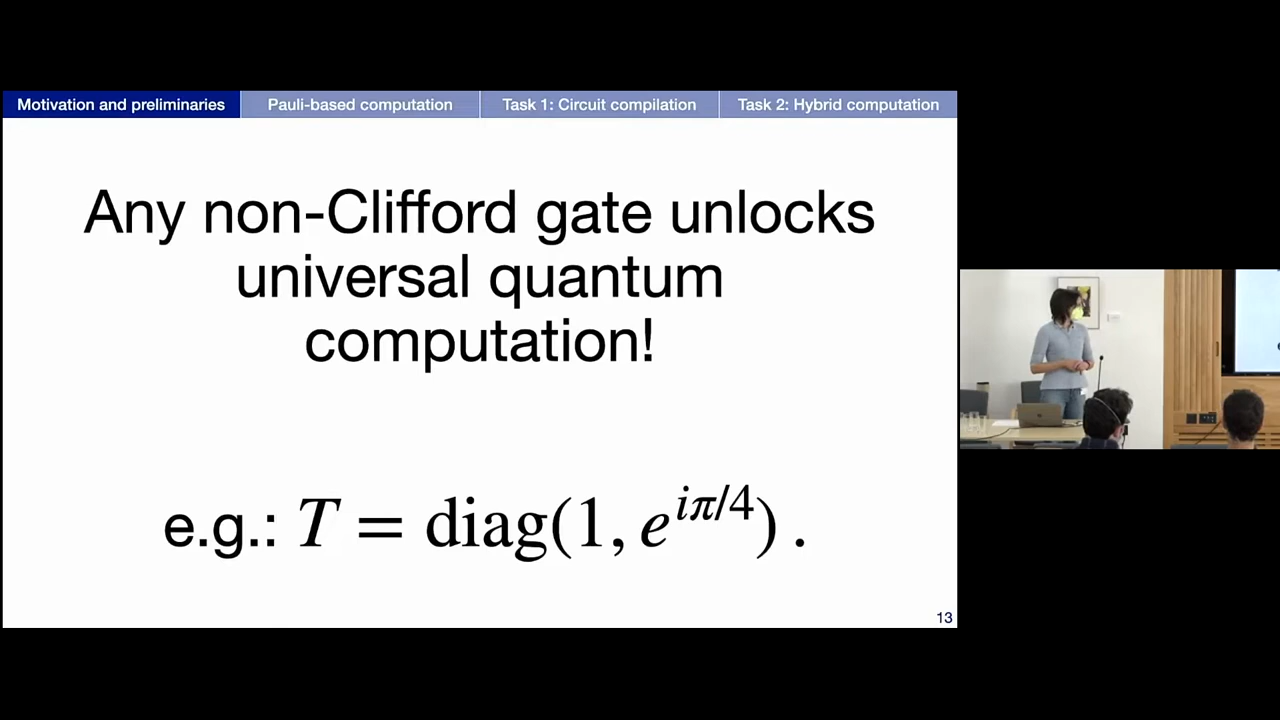 Motivation and preliminaries
Pauli-based computation
Task 1: Circuit compilation
Task 2: Hybrid computation
Any non-Clifford gate unlocks
universal quantum
computation!
e.g.: T = diag(1, e^{iπ/4}) .
13